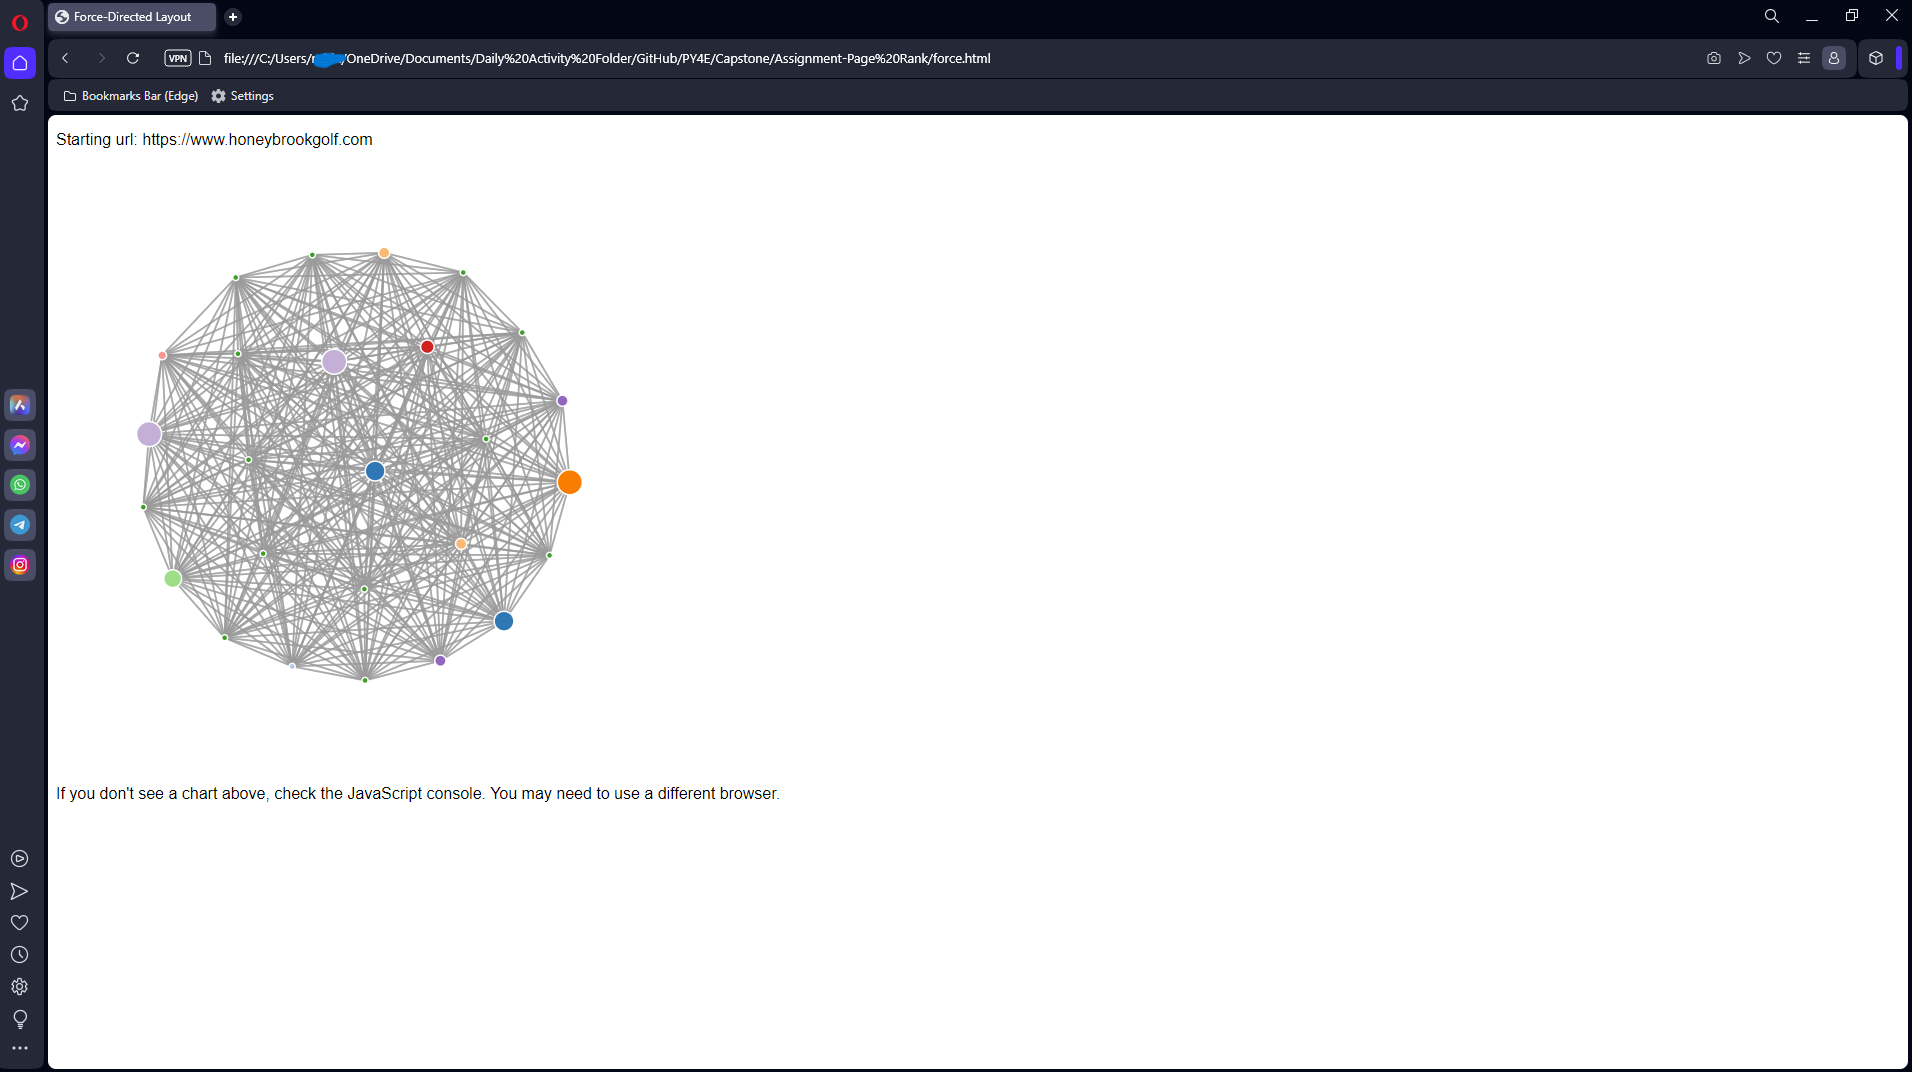 Force-Directed Layout
VPN file:///C:/Users/ /OneDrive/Documents/Daily%20Activity%20Folder/GitHub/PY4E/Capstone/Assignment-Page%20Rank/force.html
Bookmarks Bar (Edge) Settings
Starting url: https://www.honeybrookgolf.com
If you don't see a chart above, check the JavaScript console. You may need to use a different browser.